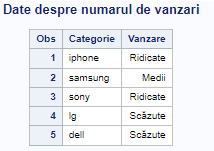 Date despre numarul de vanzari
Obs Categorie Vanzare
1 iphone Ridicate
2 samsung Medii
3 sony Ridicate
4 lg Scăzute
5 dell Scăzute